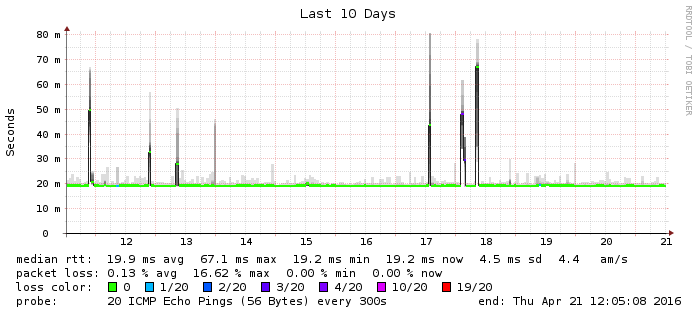 Last 10 Days
RRDTOOL / TOBI OETIKER
Seconds
80 m
70 m
60 m
50 m
40 m
30 m
20 m
10 m
0
12 13 14 15 16 17 18 19 20 21
median rtt: 19.9 ms avg 67.1 ms max 19.2 ms min 19.2 ms now 4.5 ms sd 4.4 am/s
packet loss: 0.13 % avg 16.62 % max 0.00 % min 0.00 % now
loss color: 0 1/20 2/20 3/20 4/20 10/20 19/20
probe: 20 ICMP Echo Pings (56 Bytes) every 300s end: Thu Apr 21 12:05:08 2016